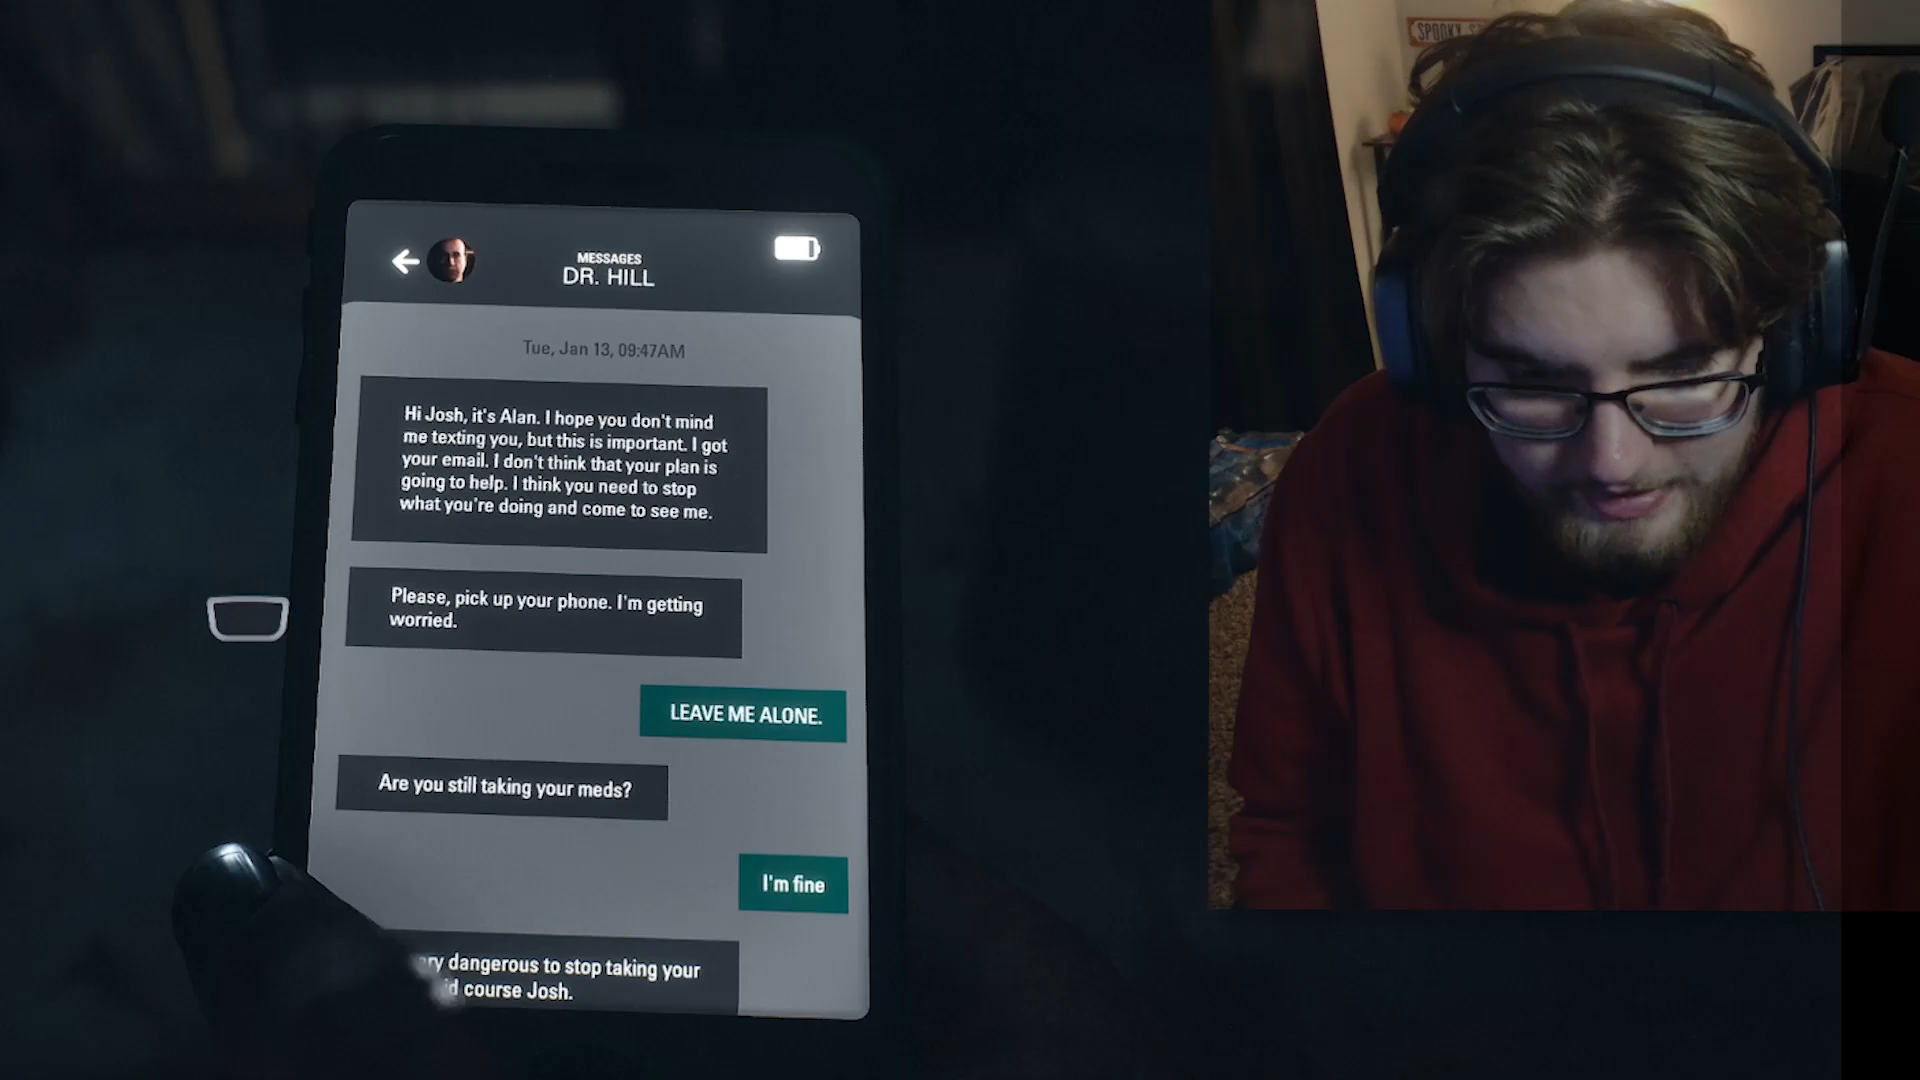 SPOOKY
MESSAGES
DR. HILL
Tue, Jan 13, 09:47AM
Hi Josh, it's Alan. I hope you don't mind
me texting you, but this is important. I got
your email. I don't think that your plan is
going to help. I think you need to stop
what you're doing and come to see me.
Please, pick up your phone. I'm getting
worried.
LEAVE ME ALONE.
Are you still taking your meds?
I'm fine
dangerous to stop taking your
course Josh.